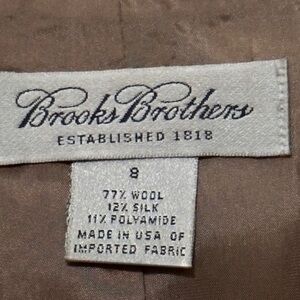 Brooks Brothers
ESTABLISHED 1818
8
77% WOOL
12% SILK
11% POLYAMIDE
MADE IN USA OF
IMPORTED FABRIC